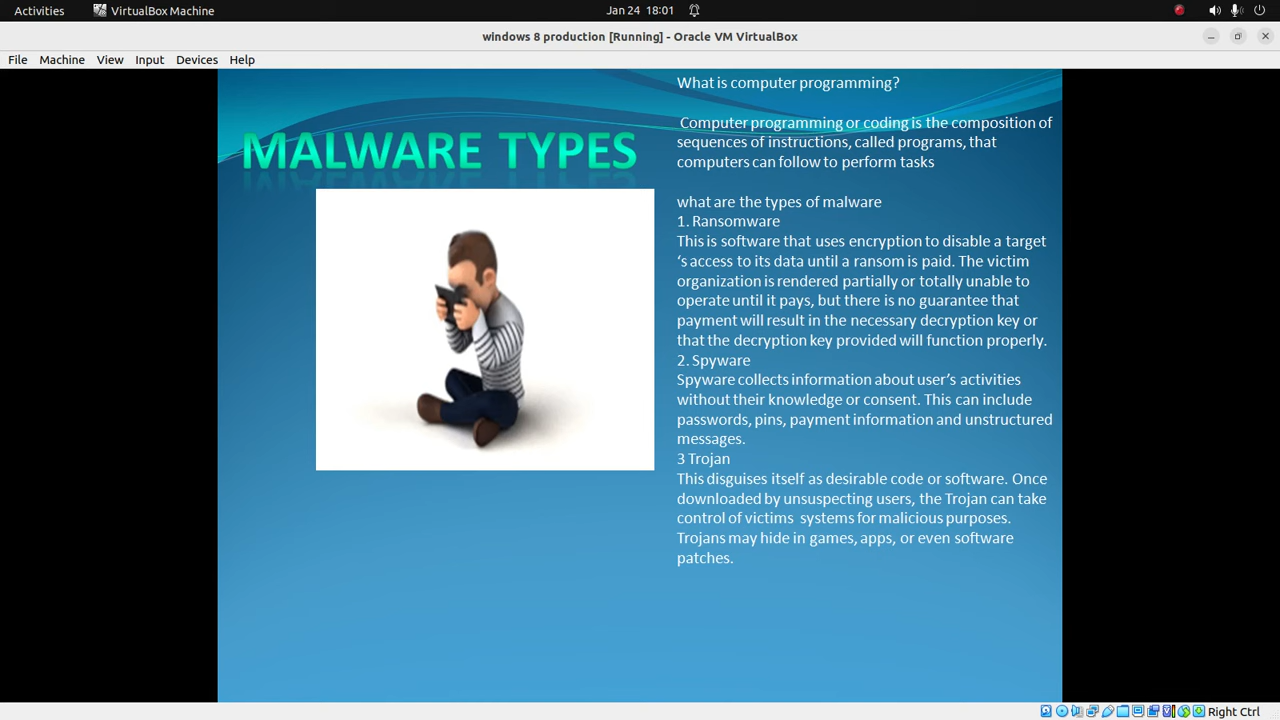 Activities
VirtualBox Machine
Jan 24 18:01
windows 8 production [Running] - Oracle VM VirtualBox
File Machine View Input Devices Help
MALWARE TYPES
What is computer programming?
Computer programming or coding is the composition of
sequences of instructions, called programs, that
computers can follow to perform tasks
what are the types of malware
1. Ransomware
This is software that uses encryption to disable a target
‘s access to its data until a ransom is paid. The victim
organization is rendered partially or totally unable to
operate until it pays, but there is no guarantee that
payment will result in the necessary decryption key or
that the decryption key provided will function properly.
2. Spyware
Spyware collects information about user’s activities
without their knowledge or consent. This can include
passwords, pins, payment information and unstructured
messages.
3 Trojan
This disguises itself as desirable code or software. Once
downloaded by unsuspecting users, the Trojan can take
control of victims  systems for malicious purposes.
Trojans may hide in games, apps, or even software
patches.
Right Ctrl